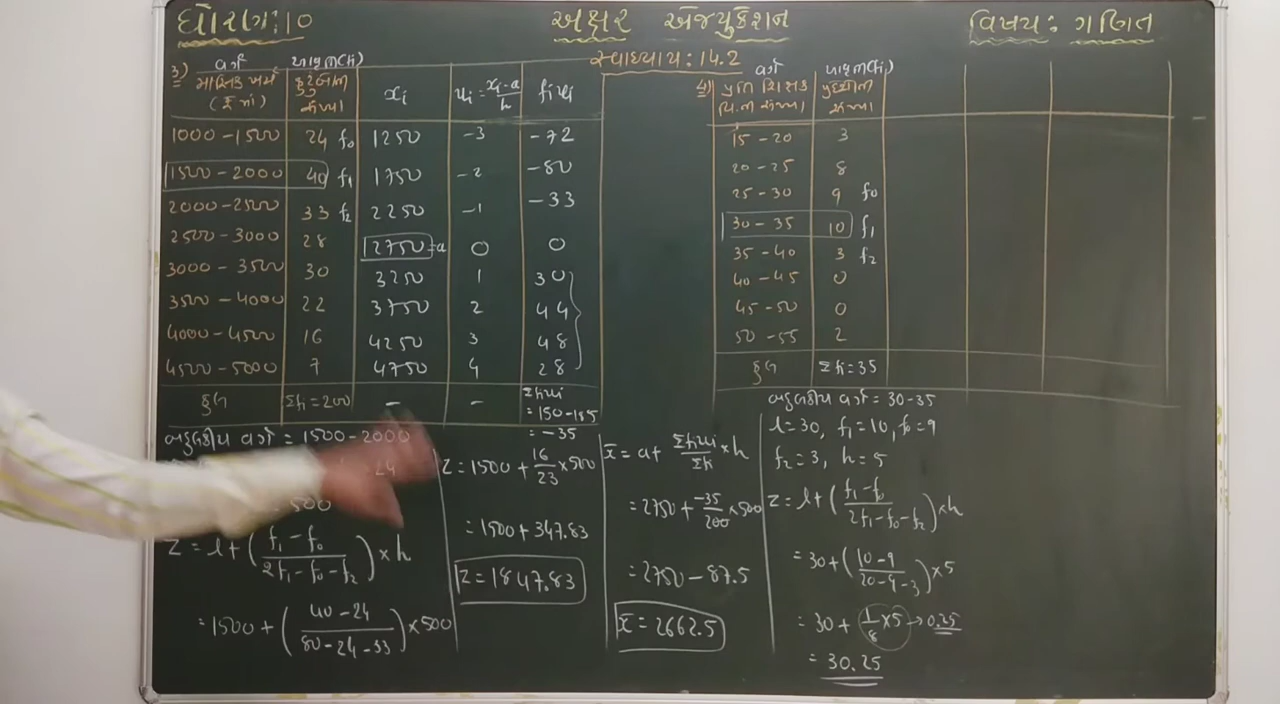 ધોરણ:10 અક્ષર એજ્યુકેશન વિષય: ગણિત
સ્વાધ્યાય:14.2
૩) વર્ગ માસિક ખર્ચ (₹ માં) આવૃત્તિ(fi) કુટુંબોની સંખ્યા xi ui = (xi-a)/h fiui
1000-1500 24 f0 1250 -3 -72
1500-2000 40 f1 1750 -2 -80
2000-2500 33 f2 2250 -1 -33
2500-3000 28 2750=a 0 0
3000-3500 30 3250 1 30
3500-4000 22 3750 2 44
4000-4500 16 4250 3 48
4500-5000 7 4750 4 28
કુલ Σfi=200 - - Σfiui
=150-185
=-35
બહુલકીય વર્ગ = 1500-2000
24
=500
Z = l+((f1-f0)/(2f1-f0-f2))×h
=1500+((40-24)/(80-24-33))×500
Z=1500+16/23×500
=1500+347.83
Z=1847.83
x̄=a+Σfiui/Σfi×h
=2750+-35/200×500
=2750-87.5
x̄=2662.5
૪) વર્ગ પ્રતિ શિક્ષક વિ.ની સંખ્યા આવૃત્તિ(fi) સંખ્યા
15-20 3
20-25 8
25-30 9 f0
30-35 10 f1
35-40 3 f2
40-45 0
45-50 0
50-55 2
કુલ Σfi=35
બહુલકીય વર્ગ = 30-35
l=30, f1=10, f0=9
f2=3, h=5
Z=l+((f1-f0)/(2f1-f0-f2))×h
=30+((10-9)/(20-9-3))×5
=30+1/8×5→0.25
=30.25